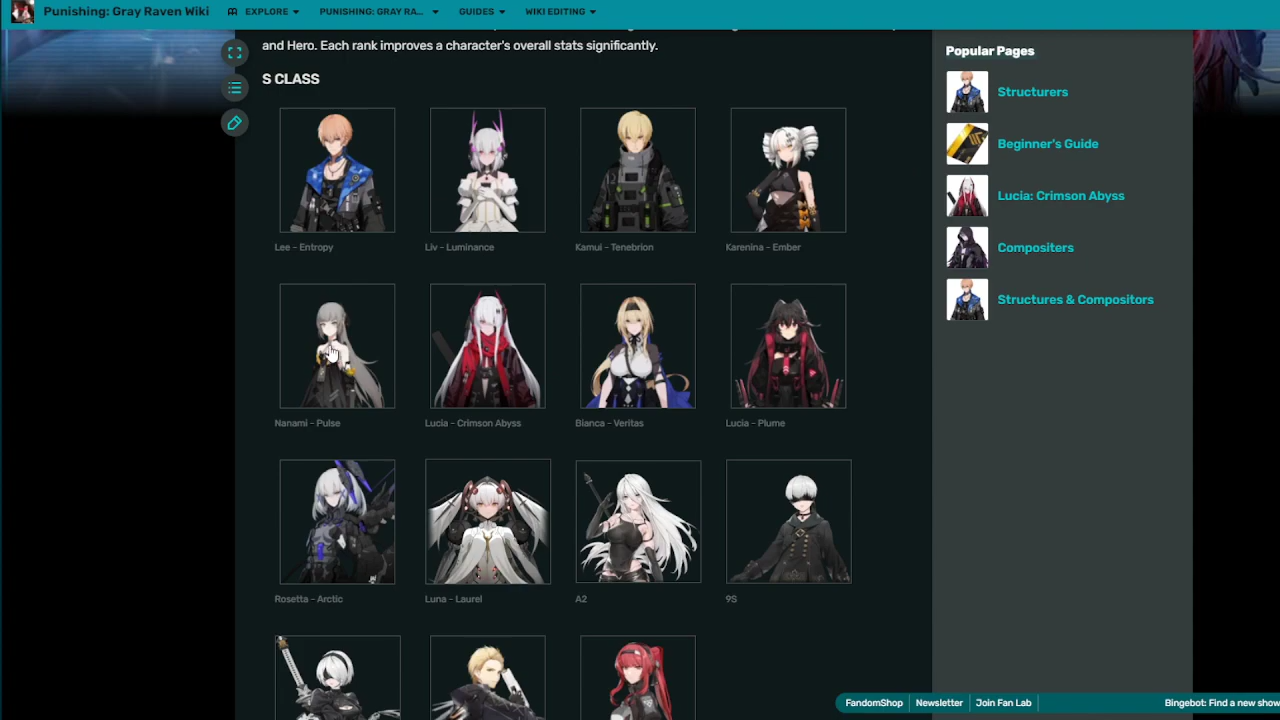 Punishing: Gray Raven Wiki
EXPLORE
PUNISHING: GRAY RA...
GUIDES
WIKI EDITING
and Hero. Each rank improves a character's overall stats significantly.
S CLASS
Lee - Entropy
Liv - Luminance
Kamui - Tenebrion
Karenina - Ember
Nanami - Pulse
Lucia - Crimson Abyss
Bianca - Veritas
Lucia - Plume
Rosetta - Arctic
Luna - Laurel
A2
9S
Popular Pages
Structurers
Beginner's Guide
Lucia: Crimson Abyss
Compositers
Structures & Compositors
FandomShop
Newsletter
Join Fan Lab
Bingebot: Find a new show